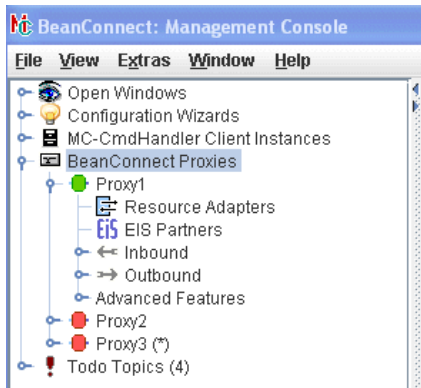 BeanConnect: Management Console
File View Extras Window Help
Open Windows
Configuration Wizards
MC-CmdHandler Client Instances
BeanConnect Proxies
Proxy1
Resource Adapters
EiS EIS Partners
Inbound
Outbound
Advanced Features
Proxy2
Proxy3 (*)
Todo Topics (4)